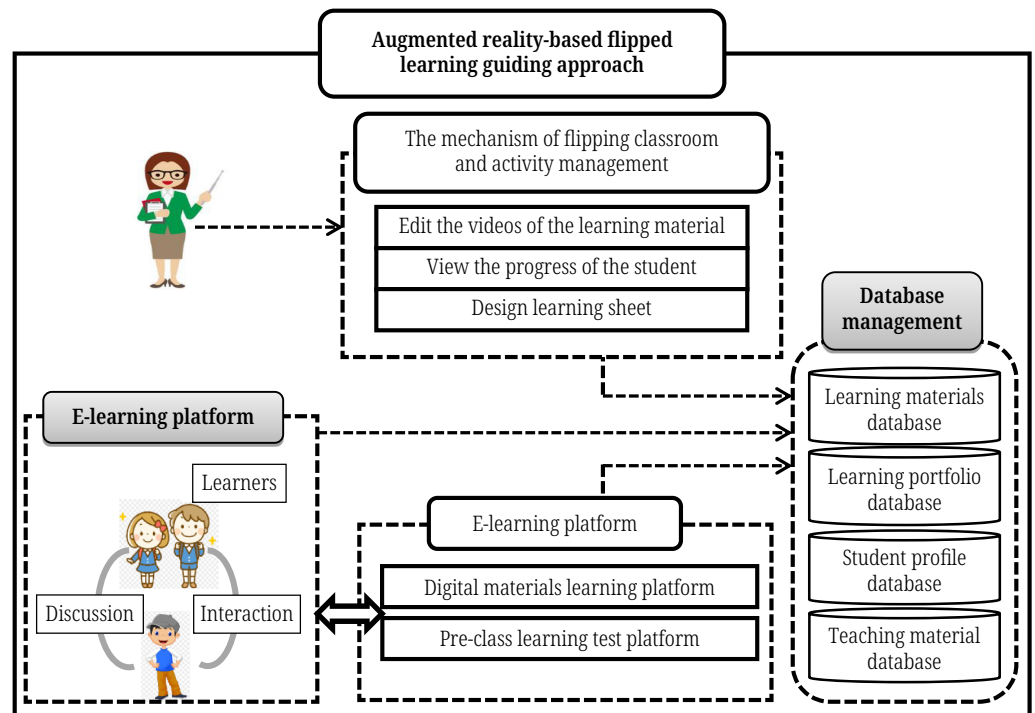 Augmented reality-based flipped
learning guiding approach
The mechanism of flipping classroom
and activity management
Edit the videos of the learning material
View the progress of the student
Design learning sheet
Database
management
Learning materials
database
Learning portfolio
database
Student profile
database
Teaching material
database
E-learning platform
Learners
Discussion
Interaction
E-learning platform
Digital materials learning platform
Pre-class learning test platform